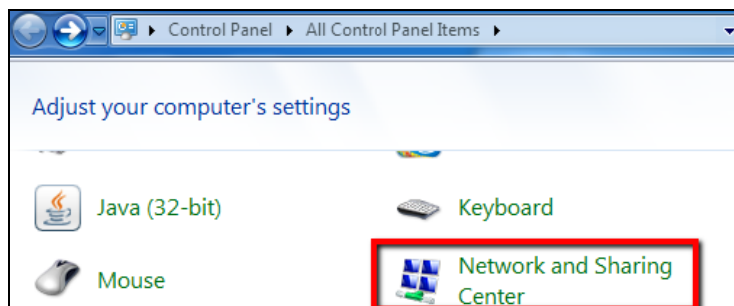 Control Panel All Control Panel Items
Adjust your computer's settings
Java (32-bit)
Keyboard
Mouse
Network and Sharing
Center